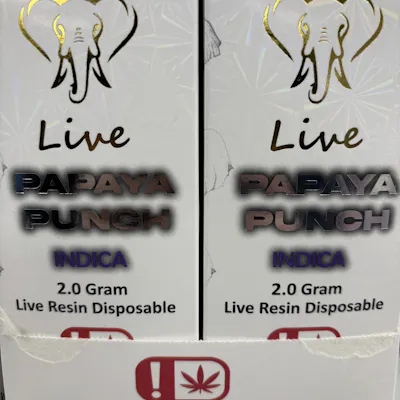 Live
PAPAYA
PUNCH
INDICA
2.0 Gram
Live Resin Disposable
Live
PAPAYA
PUNCH
INDICA
2.0 Gram
Live Resin Disposable
!